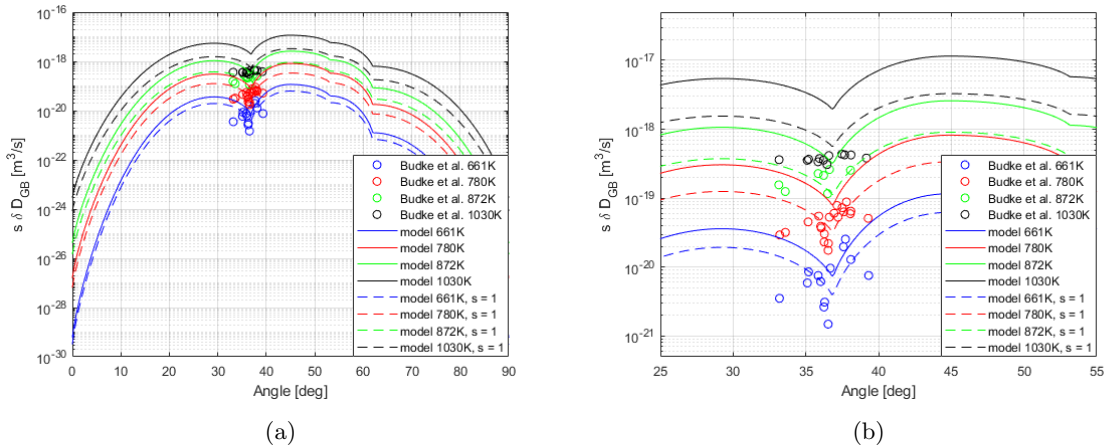 10^-16
10^-18
10^-20
10^-22
10^-24
10^-26
10^-28
10^-30
s δ D_GB [m^3/s]
0 10 20 30 40 50 60 70 80 90
Angle [deg]
Budke et al. 661K
Budke et al. 780K
Budke et al. 872K
Budke et al. 1030K
model 661K
model 780K
model 872K
model 1030K
model 661K, s = 1
model 780K, s = 1
model 872K, s = 1
model 1030K, s = 1
(a)
10^-17
10^-18
10^-19
10^-20
10^-21
s δ D_GB [m^3/s]
25 30 35 40 45 50 55
Angle [deg]
Budke et al. 661K
Budke et al. 780K
Budke et al. 872K
Budke et al. 1030K
model 661K
model 780K
model 872K
model 1030K
model 661K, s = 1
model 780K, s = 1
model 872K, s = 1
model 1030K, s = 1
(b)